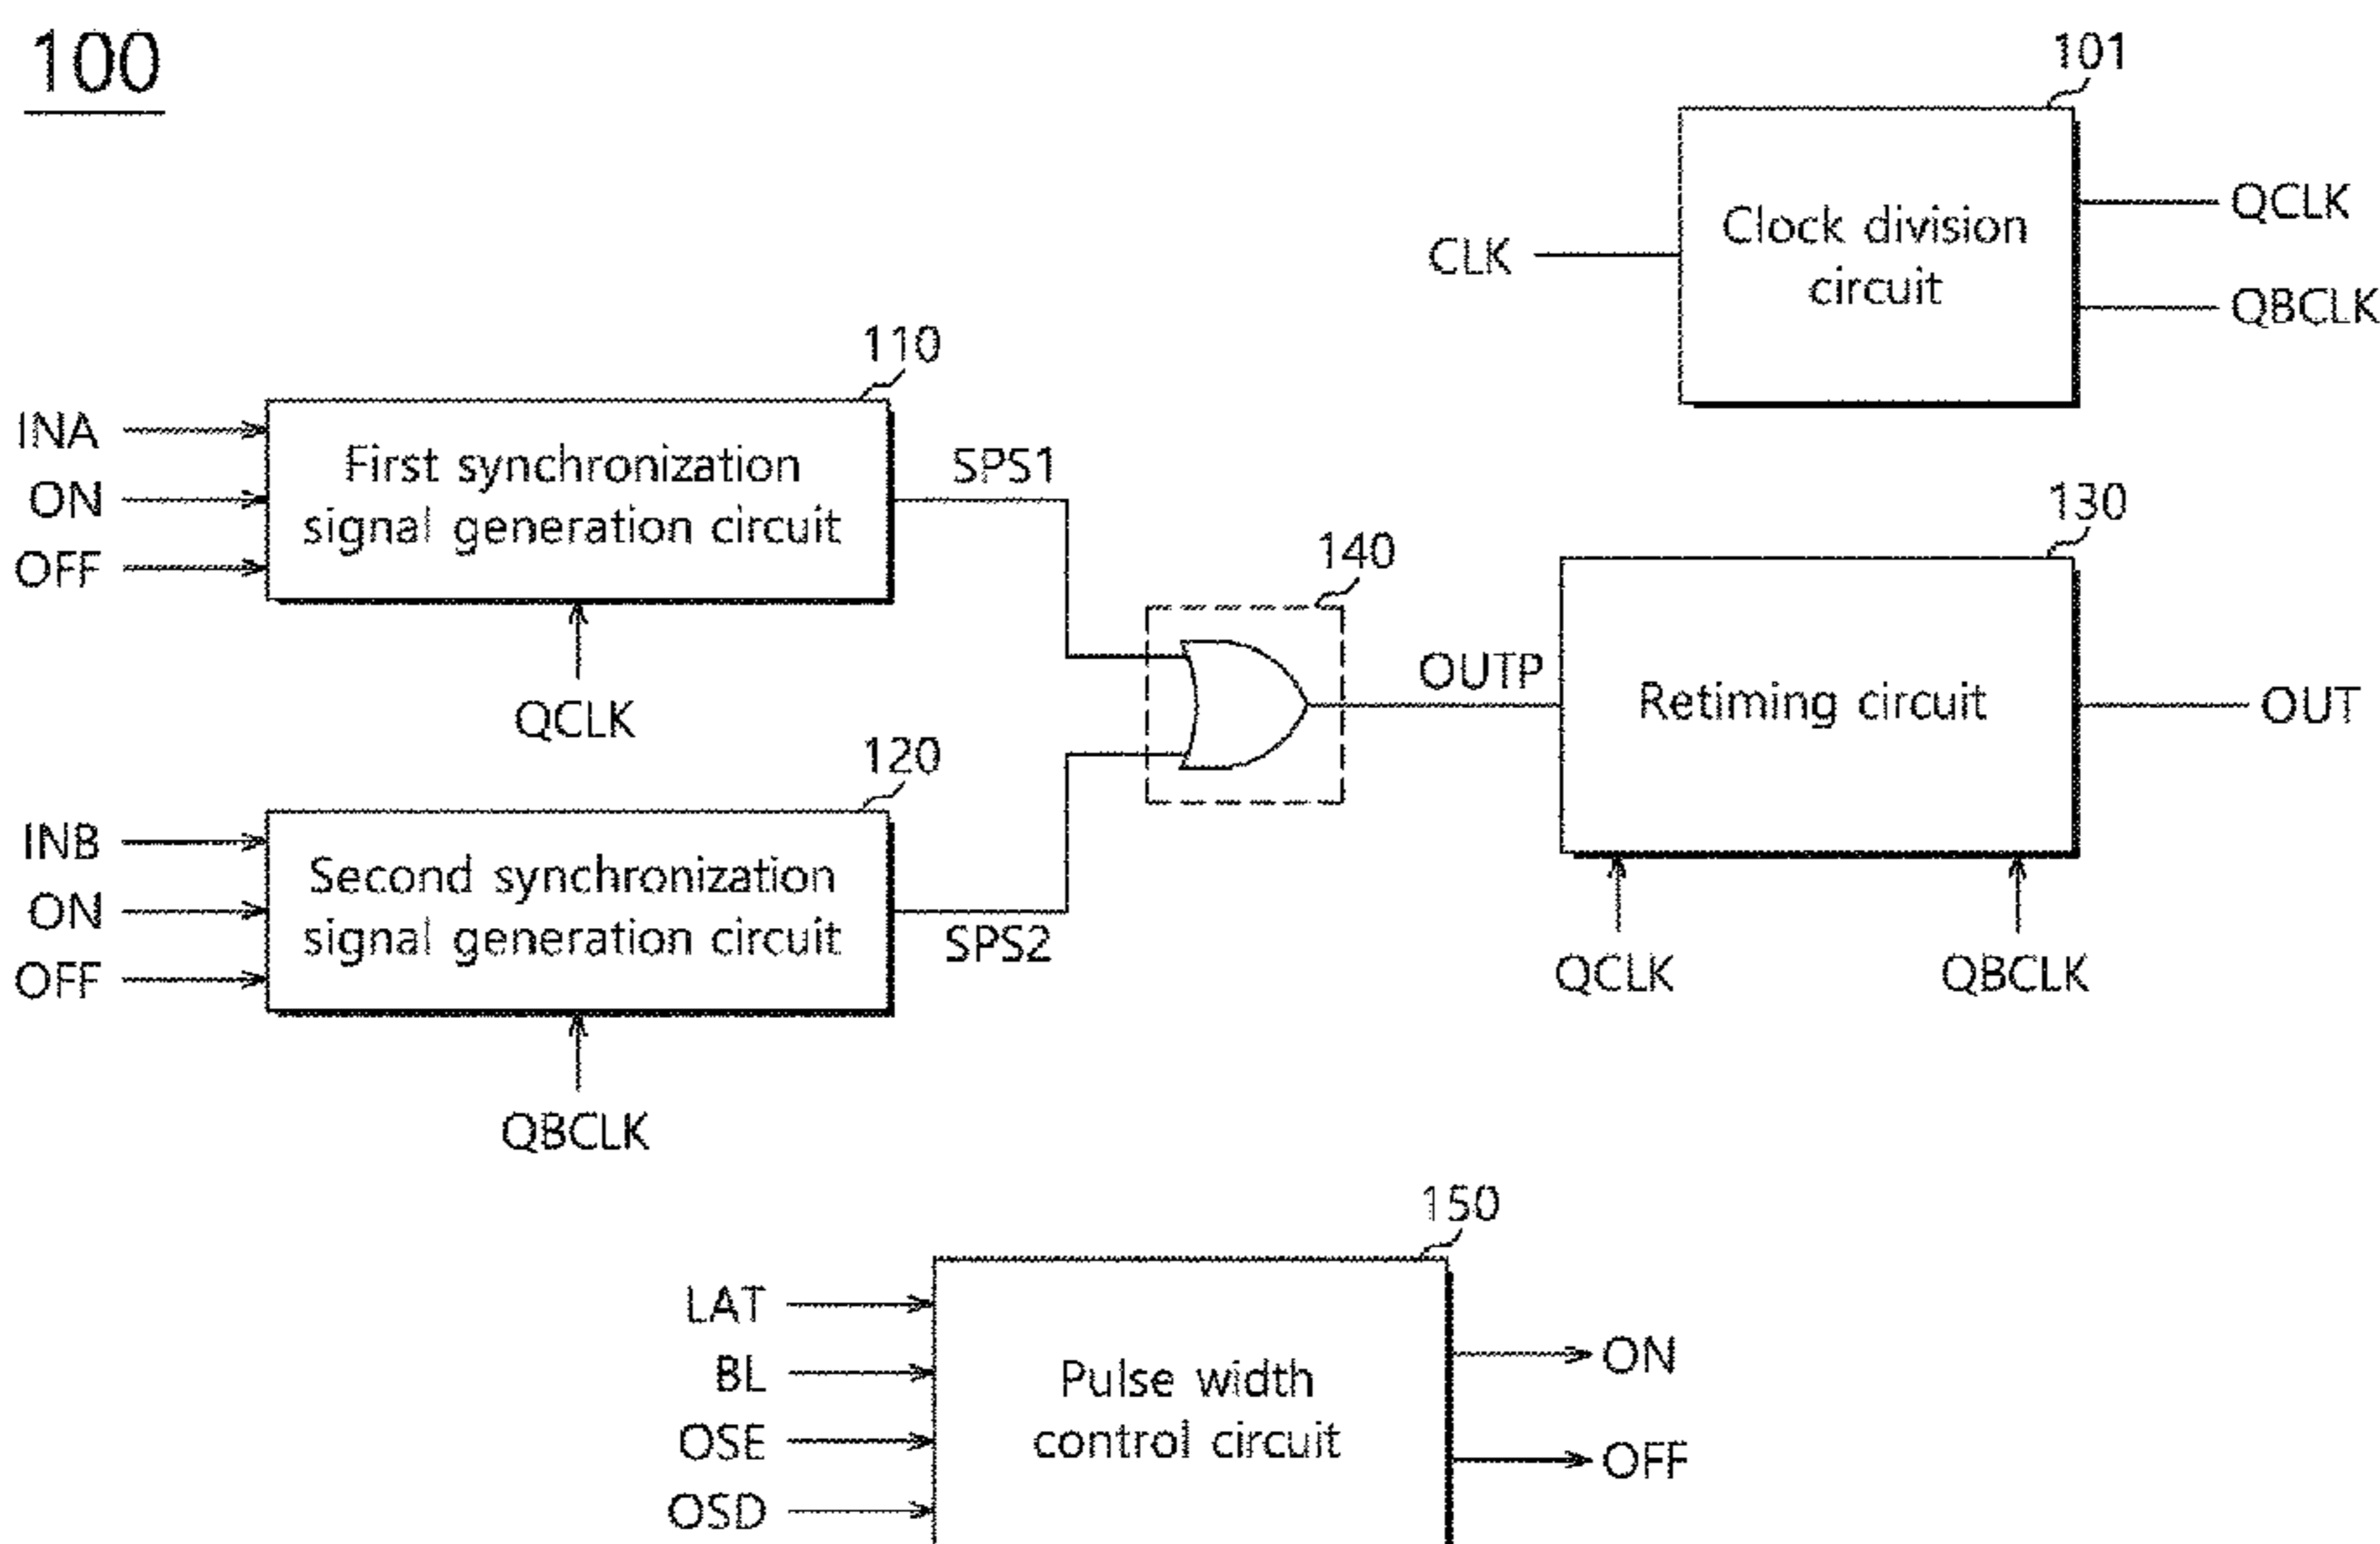 100
101
CLK
Clock division
circuit
QCLK
QBCLK
110
INA
ON
OFF
First synchronization
signal generation circuit
QCLK
SPS1
120
INB
ON
OFF
Second synchronization
signal generation circuit
QBCLK
SPS2
140
OUTP
130
Retiming circuit
OUT
QCLK
QBCLK
150
LAT
BL
OSE
OSD
Pulse width
control circuit
ON
OFF